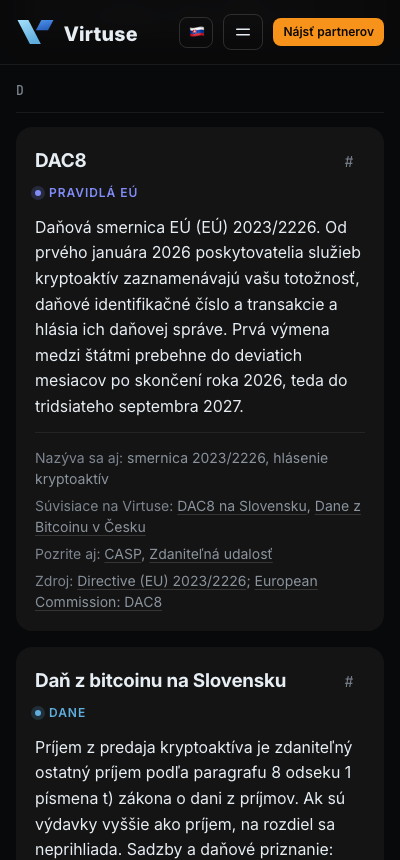 Virtuse
Nájsť partnerov
D
DAC8
#
PRAVIDLÁ EÚ
Daňová smernica EÚ (EÚ) 2023/2226. Od
prvého januára 2026 poskytovatelia služieb
kryptoaktív zaznamenávajú vašu totožnosť,
daňové identifikačné číslo a transakcie a
hlásia ich daňovej správe. Prvá výmena
medzi štátmi prebehne do deviatich
mesiacov po skončení roka 2026, teda do
tridsiateho septembra 2027.
Nazýva sa aj: smernica 2023/2226, hlásenie
kryptoaktív
Súvisiace na Virtuse: DAC8 na Slovensku, Dane z
Bitcoinu v Česku
Pozrite aj: CASP, Zdaniteľná udalosť
Zdroj: Directive (EU) 2023/2226; European
Commission: DAC8
Daň z bitcoinu na Slovensku
#
DANE
Príjem z predaja kryptoaktíva je zdaniteľný
ostatný príjem podľa paragrafu 8 odseku 1
písmena t) zákona o dani z príjmov. Ak sú
výdavky vyššie ako príjem, na rozdiel sa
neprihliada. Sadzby a daňové priznanie: